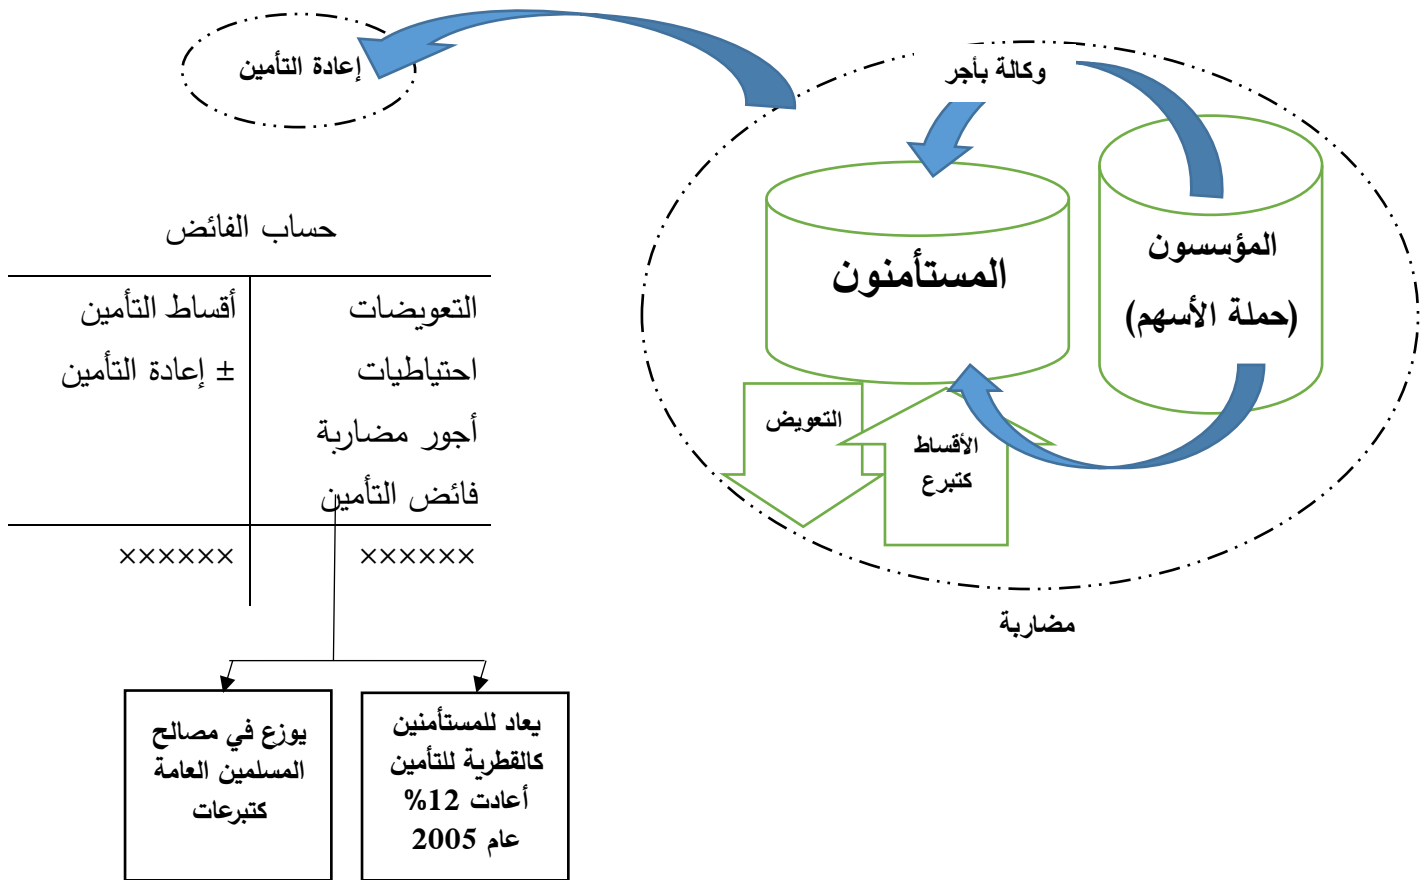 وكالة بأجر
المؤسسون
(حملة الأسهم)
المستأمنون
التعويض
الأقساط
كتبرع
مضاربة
إعادة التأمين
حساب الفائض
التعويضات
احتياطيات
أجور مضاربة
فائض التأمين
××××××
أقساط التأمين
± إعادة التأمين
××××××
يعاد للمستأمنين
كالقطرية للتأمين
أعادت 12%
عام 2005
يوزع في مصالح
المسلمين العامة
كتبرعات